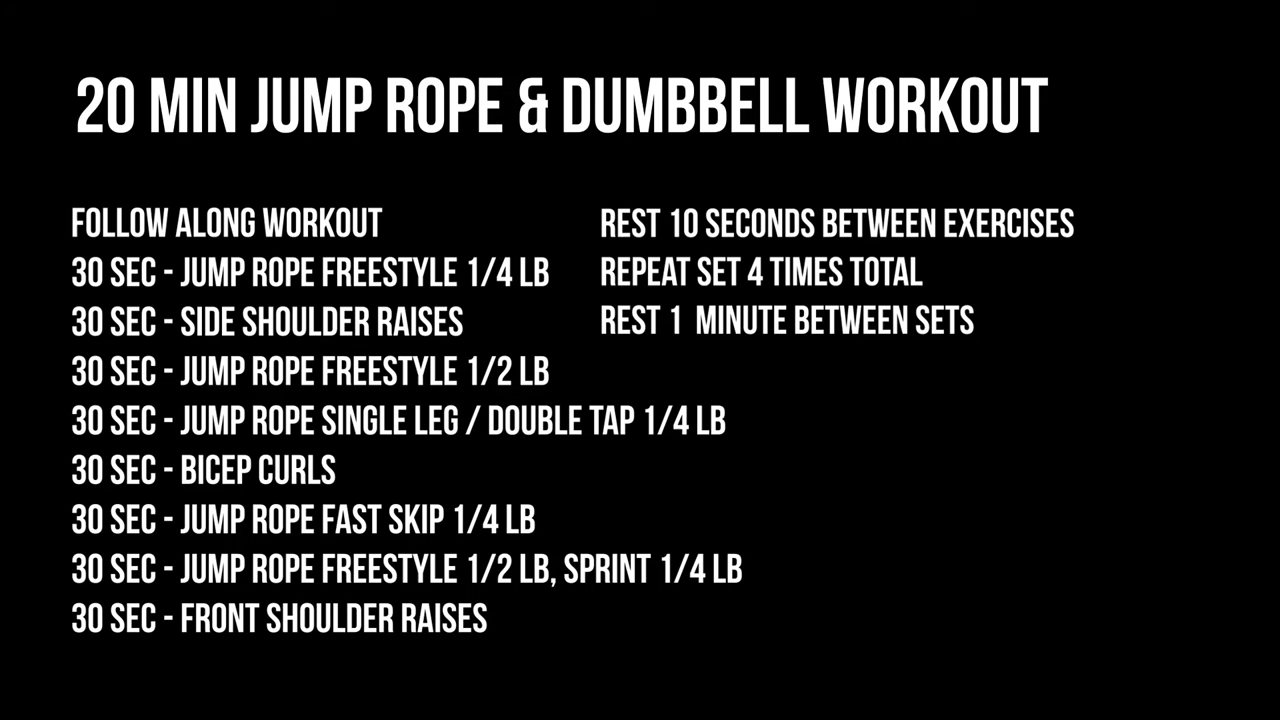 20 MIN JUMP ROPE & DUMBBELL WORKOUT
FOLLOW ALONG WORKOUT
30 SEC - JUMP ROPE FREESTYLE 1/4 LB
30 SEC - SIDE SHOULDER RAISES
30 SEC - JUMP ROPE FREESTYLE 1/2 LB
30 SEC - JUMP ROPE SINGLE LEG / DOUBLE TAP 1/4 LB
30 SEC - BICEP CURLS
30 SEC - JUMP ROPE FAST SKIP 1/4 LB
30 SEC - JUMP ROPE FREESTYLE 1/2 LB, SPRINT 1/4 LB
30 SEC - FRONT SHOULDER RAISES
REST 10 SECONDS BETWEEN EXERCISES
REPEAT SET 4 TIMES TOTAL
REST 1 MINUTE BETWEEN SETS